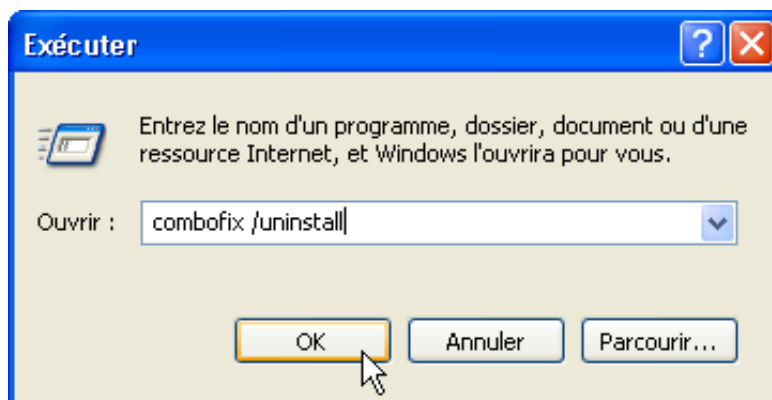 Exécuter
Entrez le nom d'un programme, dossier, document ou d'une
ressource Internet, et Windows l'ouvrira pour vous.
Ouvrir : combofix /uninstall
OK Annuler Parcourir...